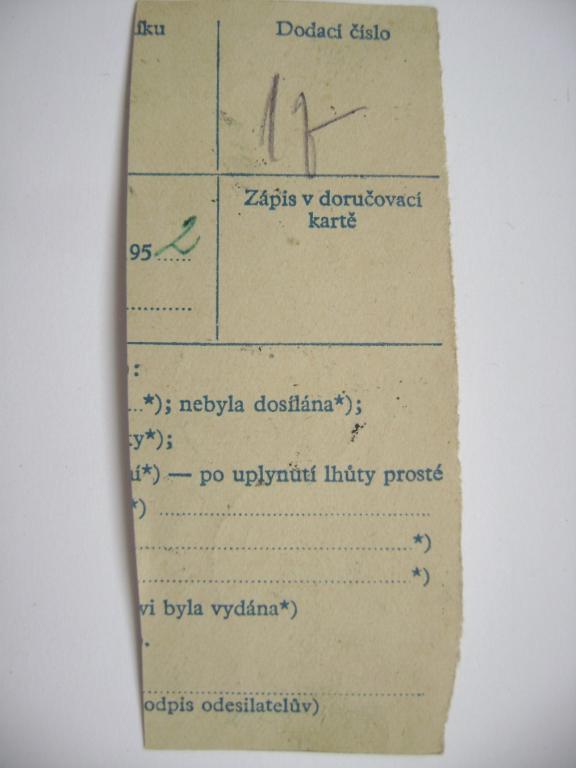 íku
Dodací číslo
17
Zápis v doručovací
kartě
952
:
...*); nebyla dosílána*);
ty*);
í*) — po uplynutí lhůty prosté
*)
*)
*)
vi byla vydána*)
odpis odesilatelův)